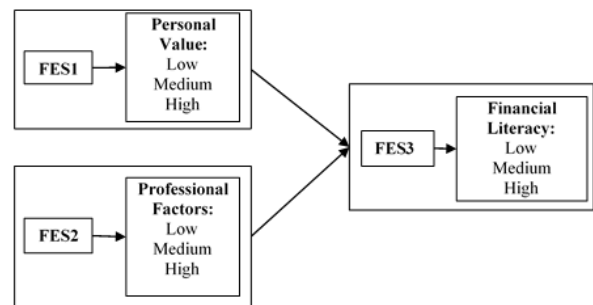 FES1
Personal
Value:
Low
Medium
High
FES2
Professional
Factors:
Low
Medium
High
FES3
Financial
Literacy:
Low
Medium
High